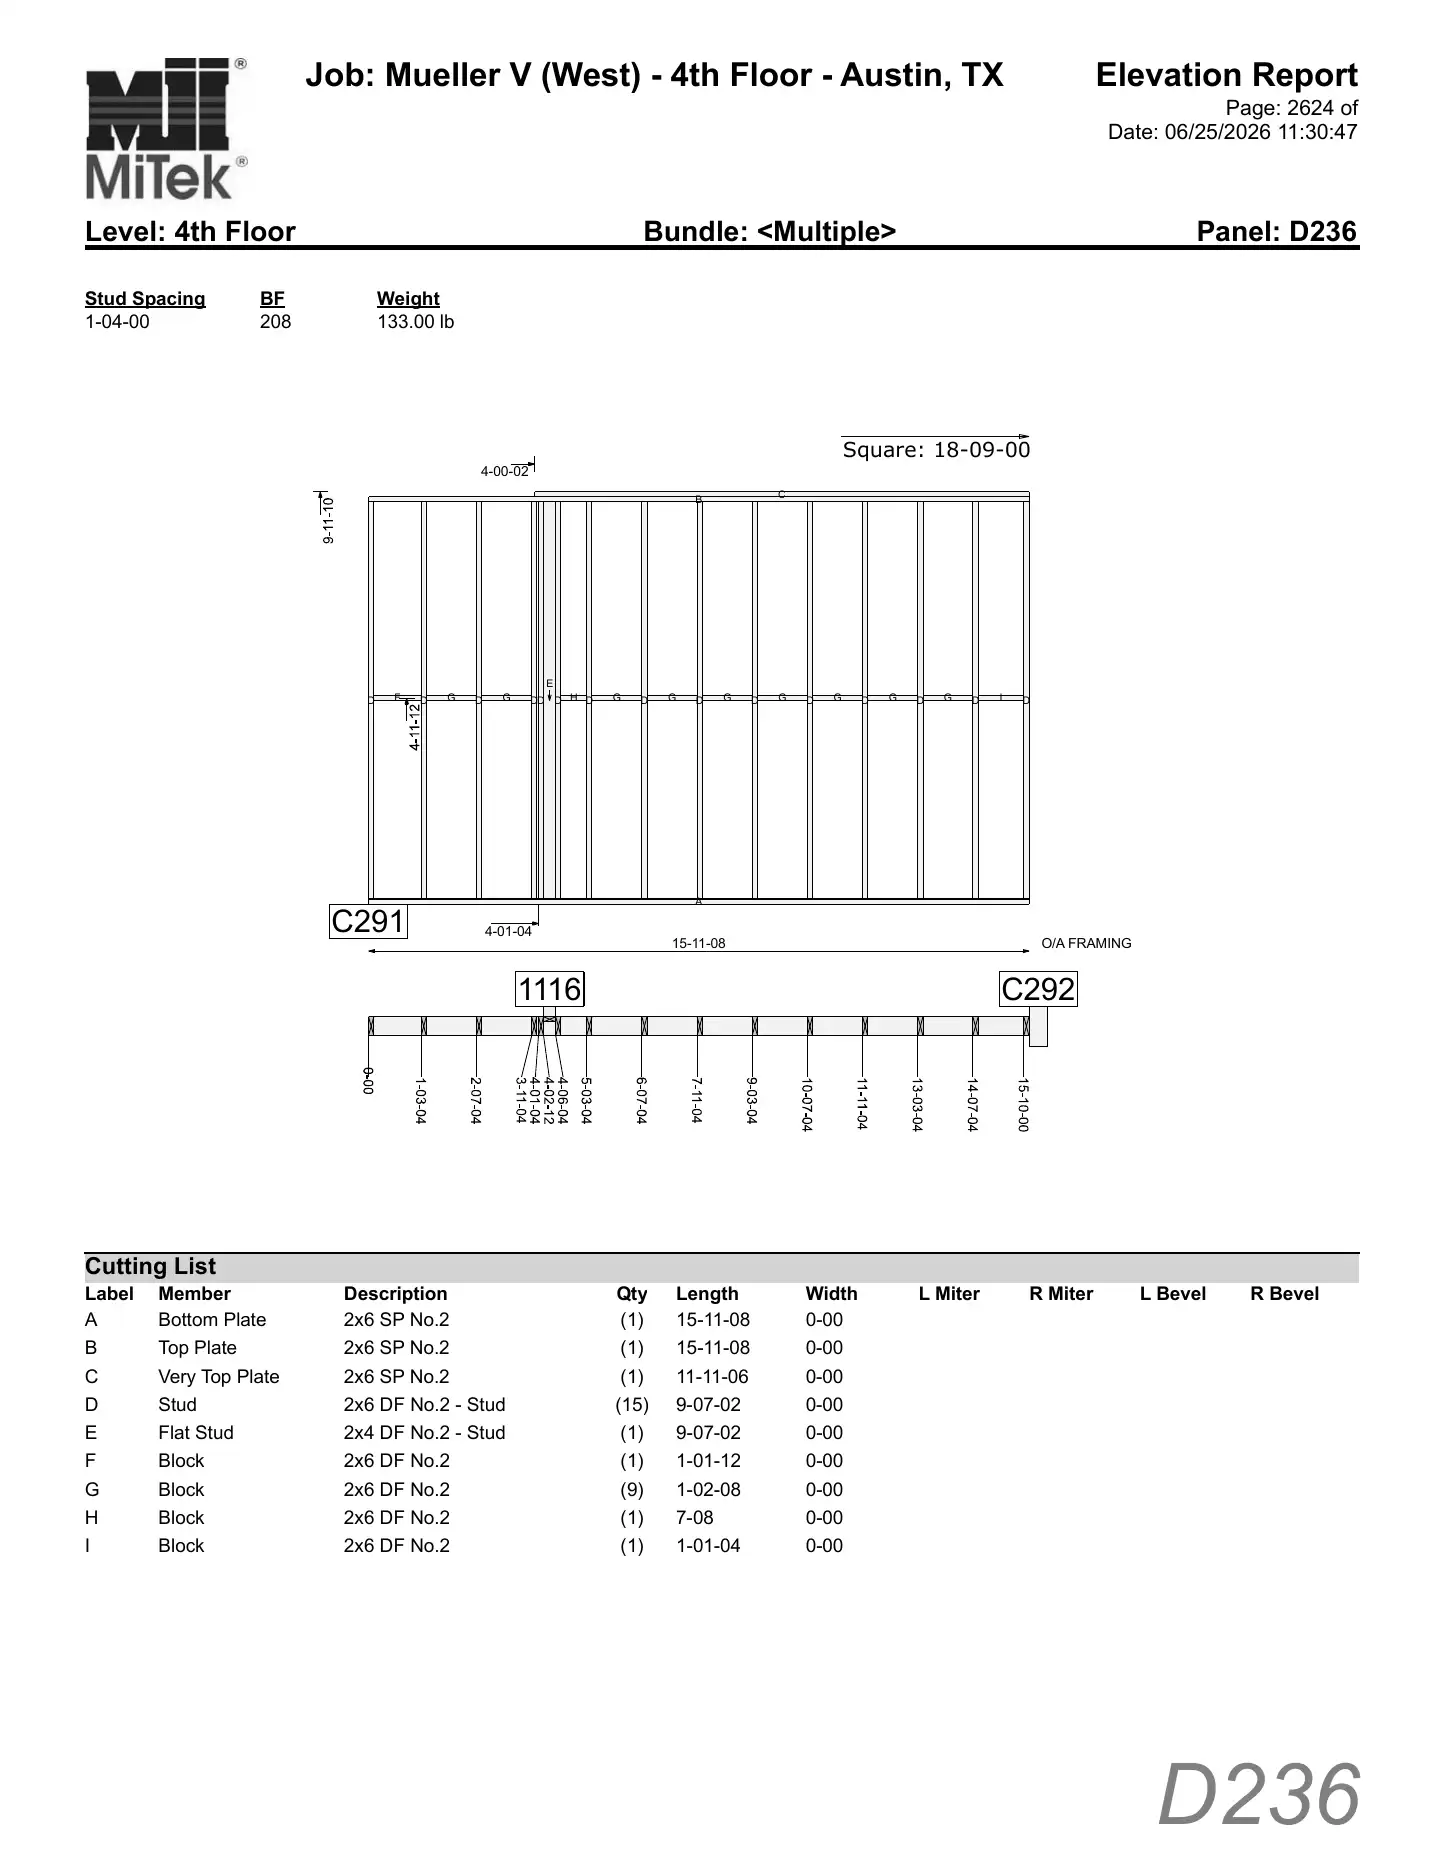 MiTek®
Job: Mueller V (West) - 4th Floor - Austin, TX
Elevation Report
Page: 2624 of
Date: 06/25/2026 11:30:47
Level: 4th Floor Bundle: <Multiple> Panel: D236
Stud Spacing BF Weight
1-04-00 208 133.00 lb
Square: 18-09-00
4-00-02
9-11-10
C
B
E
F G G H G G G G G G G I
D D D D D D D D D D D D D D D
4-11-12
A
C291
4-01-04
15-11-08
O/A FRAMING
1116
C292
0-00
1-03-04
2-07-04
3-11-04
4-01-04
4-02-12
4-06-04
5-03-04
6-07-04
7-11-04
9-03-04
10-07-04
11-11-04
13-03-04
14-07-04
15-10-00
Cutting List
Label Member Description Qty Length Width L Miter R Miter L Bevel R Bevel
A Bottom Plate 2x6 SP No.2 (1) 15-11-08 0-00
B Top Plate 2x6 SP No.2 (1) 15-11-08 0-00
C Very Top Plate 2x6 SP No.2 (1) 11-11-06 0-00
D Stud 2x6 DF No.2 - Stud (15) 9-07-02 0-00
E Flat Stud 2x4 DF No.2 - Stud (1) 9-07-02 0-00
F Block 2x6 DF No.2 (1) 1-01-12 0-00
G Block 2x6 DF No.2 (9) 1-02-08 0-00
H Block 2x6 DF No.2 (1) 7-08 0-00
I Block 2x6 DF No.2 (1) 1-01-04 0-00
D236